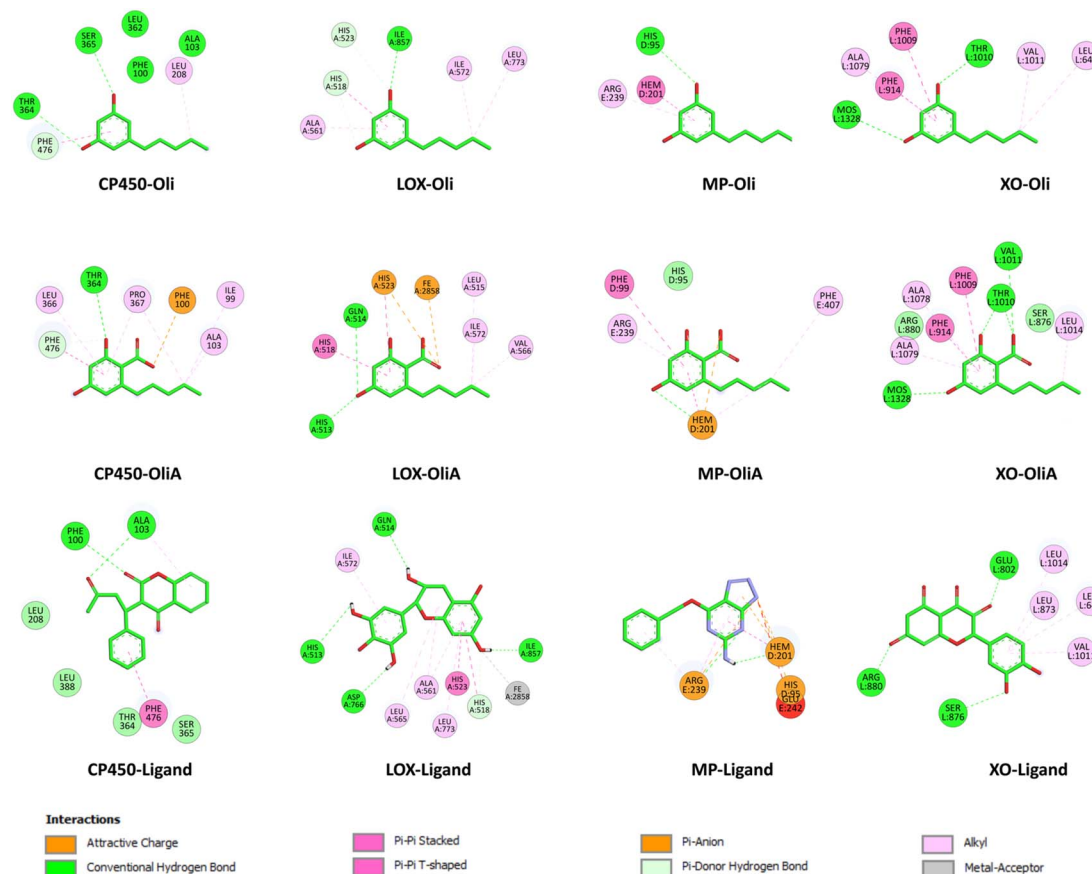 LEU
362
SER
365
ALA
103
PHE
100
LEU
208
THR
364
PHE
476
CP450-Oli
HIS
A:523
ILE
A:857
HIS
A:518
ILE
A:572
LEU
A:773
ALA
A:561
LOX-Oli
HIS
D:95
ARG
E:239
HEM
D:201
MP-Oli
PHE
L:1009
ALA
L:1079
PHE
L:914
THR
L:1010
VAL
L:1011
LEU
MOS
L:1328
XO-Oli
THR
364
LEU
366
PRO
367
PHE
100
ILE
99
PHE
476
ALA
103
CP450-OliA
HIS
A:523
FE
A:2858
LEU
A:515
GLN
A:514
ILE
A:572
HIS
A:518
VAL
A:566
HIS
A:513
LOX-OliA
PHE
D:99
HIS
D:95
ARG
E:239
PHE
E:407
HEM
D:201
MP-OliA
VAL
L:1011
PHE
L:1009
ALA
L:1078
THR
L:1010
ARG
L:880
PHE
L:914
SER
L:876
LEU
L:1014
ALA
L:1079
MOS
L:1328
XO-OliA
PHE
100
ALA
103
LEU
208
LEU
388
THR
364
PHE
476
SER
365
CP450-Ligand
GLN
A:514
ILE
A:572
HIS
A:513
ILE
A:857
ASP
A:766
ALA
A:561
HIS
A:523
LEU
A:565
LEU
A:773
HIS
A:518
FE
A:2858
LOX-Ligand
HEM
D:201
ARG
E:239
HIS
D:95
GLU
E:242
MP-Ligand
GLU
L:802
LEU
L:1014
LEU
L:873
VAL
ARG
L:880
SER
L:876
XO-Ligand
Interactions
Attractive Charge
Pi-Pi Stacked
Pi-Anion
Alkyl
Conventional Hydrogen Bond
Pi-Pi T-shaped
Pi-Donor Hydrogen Bond
Metal-Acceptor